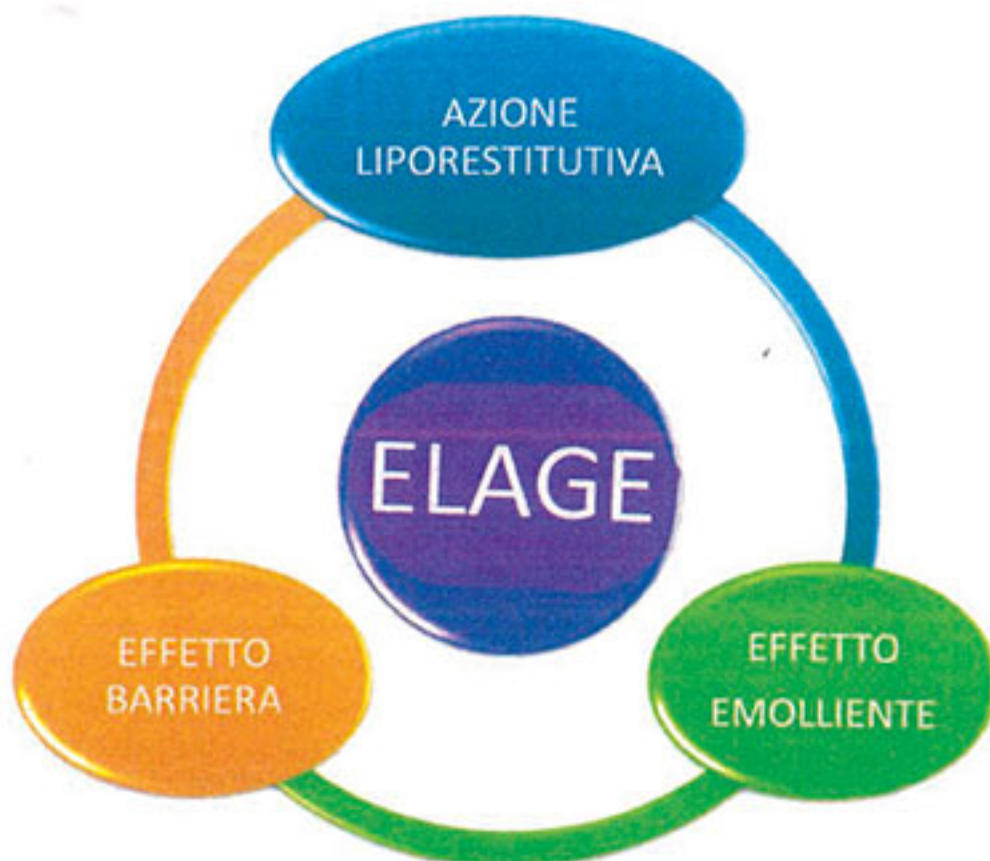 AZIONE
LIPORESTITUTIVA
ELAGE
EFFETTO
BARRIERA
EFFETTO
EMOLLIENTE